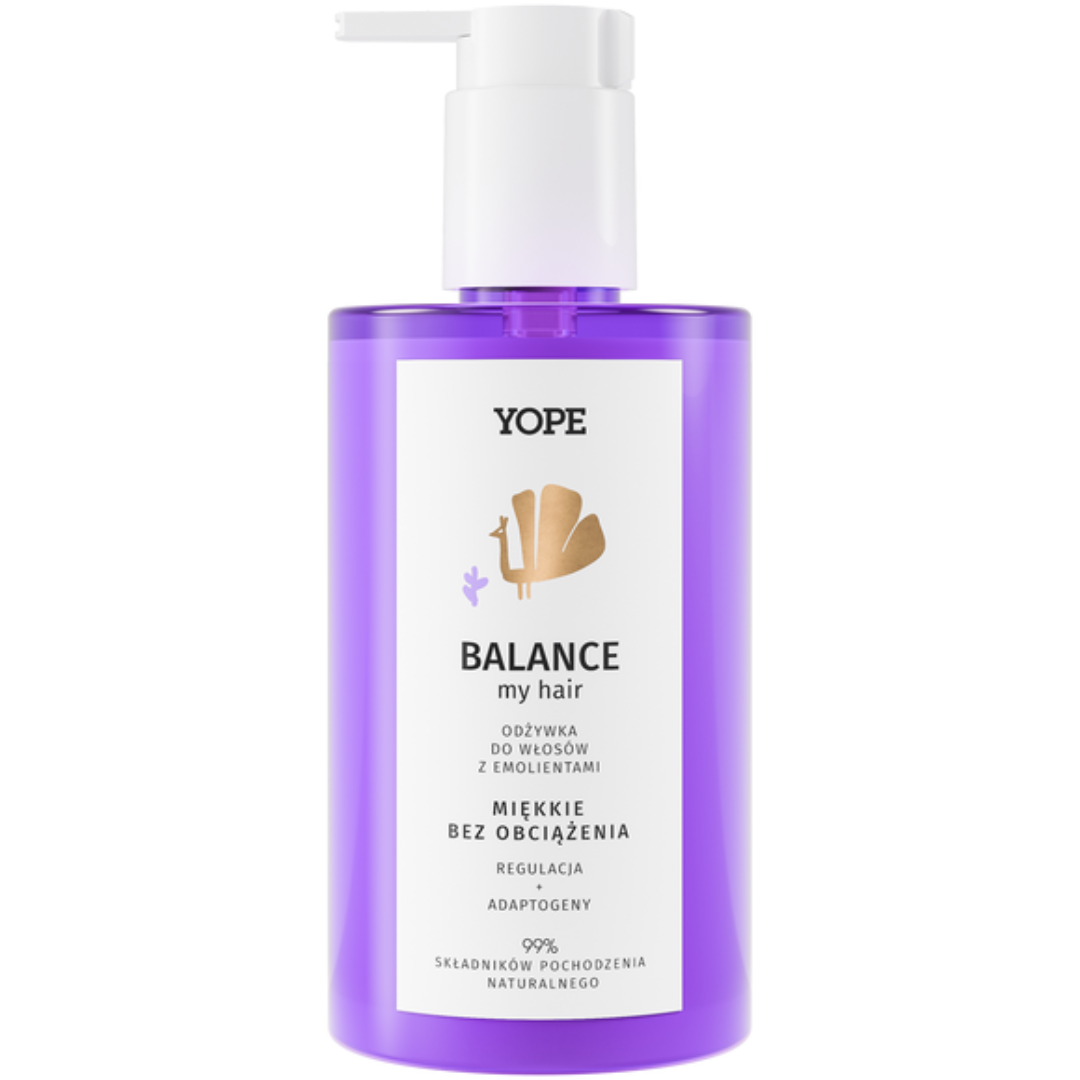 YOPE
BALANCE
my hair
ODŻYWKA
DO WŁOSÓW
Z EMOLIENTAMI
MIĘKKIE
BEZ OBCIĄŻENIA
REGULACJA
+
ADAPTOGENY
99%
SKŁADNIKÓW POCHODZENIA
NATURALNEGO